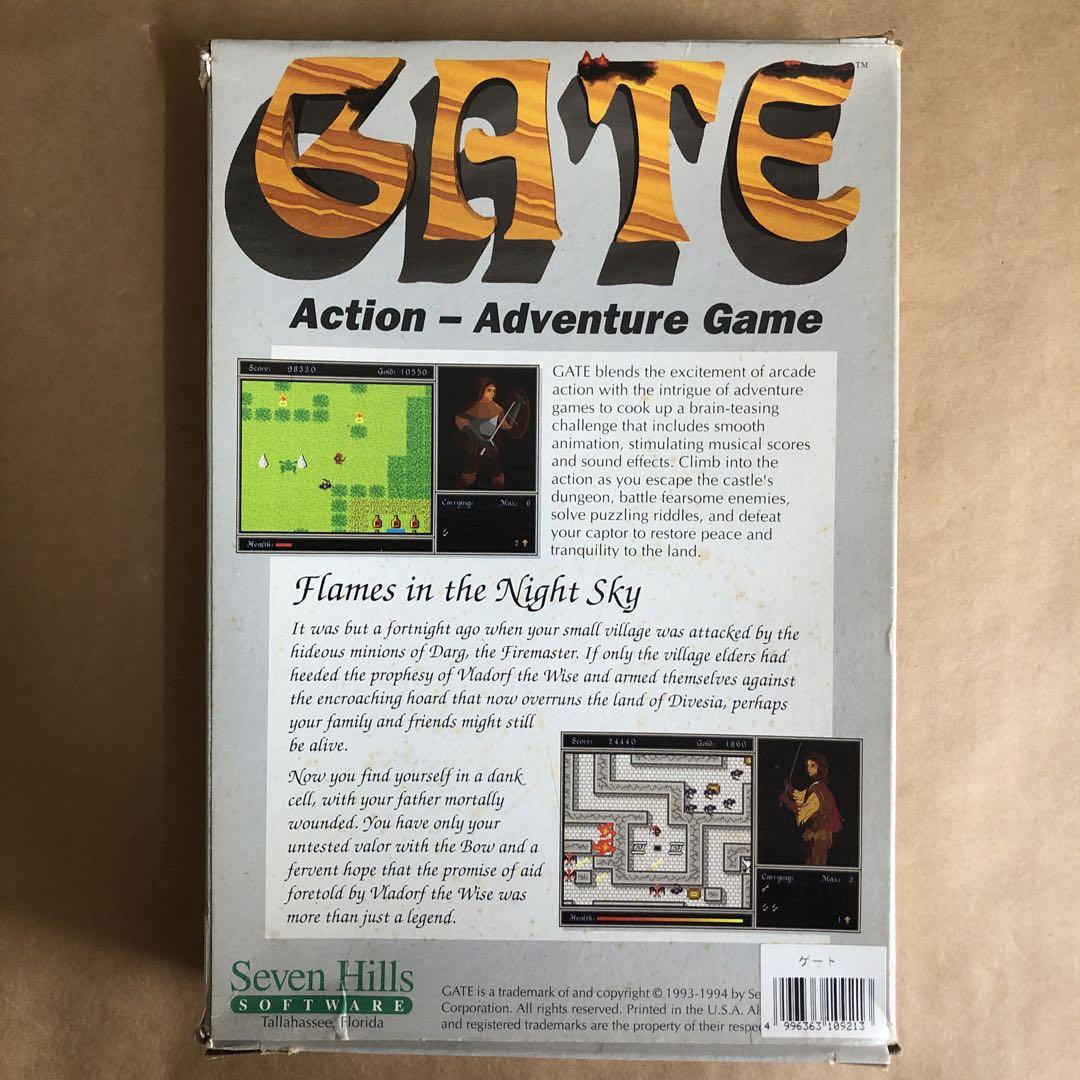 GATE™
Action – Adventure Game
Score: 98330 Gold: 10550
Carrying: Max: 6
2
Health:
GATE blends the excitement of arcade
action with the intrigue of adventure
games to cook up a brain-teasing
challenge that includes smooth
animation, stimulating musical scores
and sound effects. Climb into the
action as you escape the castle's
dungeon, battle fearsome enemies,
solve puzzling riddles, and defeat
your captor to restore peace and
tranquility to the land.
Flames in the Night Sky
It was but a fortnight ago when your small village was attacked by the
hideous minions of Darg, the Firemaster. If only the village elders had
heeded the prophesy of Vladorf the Wise and armed themselves against
the encroaching hoard that now overruns the land of Divesia, perhaps
your family and friends might still
be alive.
Now you find yourself in a dank
cell, with your father mortally
wounded. You have only your
untested valor with the Bow and a
fervent hope that the promise of aid
foretold by Vladorf the Wise was
more than just a legend.
Score: 24440 Gold: 1860
Carrying: Max: 3
1
Health:
Seven Hills
SOFTWARE
Tallahassee, Florida
GATE is a trademark of and copyright © 1993-1994 by Se
Corporation. All rights reserved. Printed in the U.S.A. Al
and registered trademarks are the property of their respe
ゲート
4 996363 109213